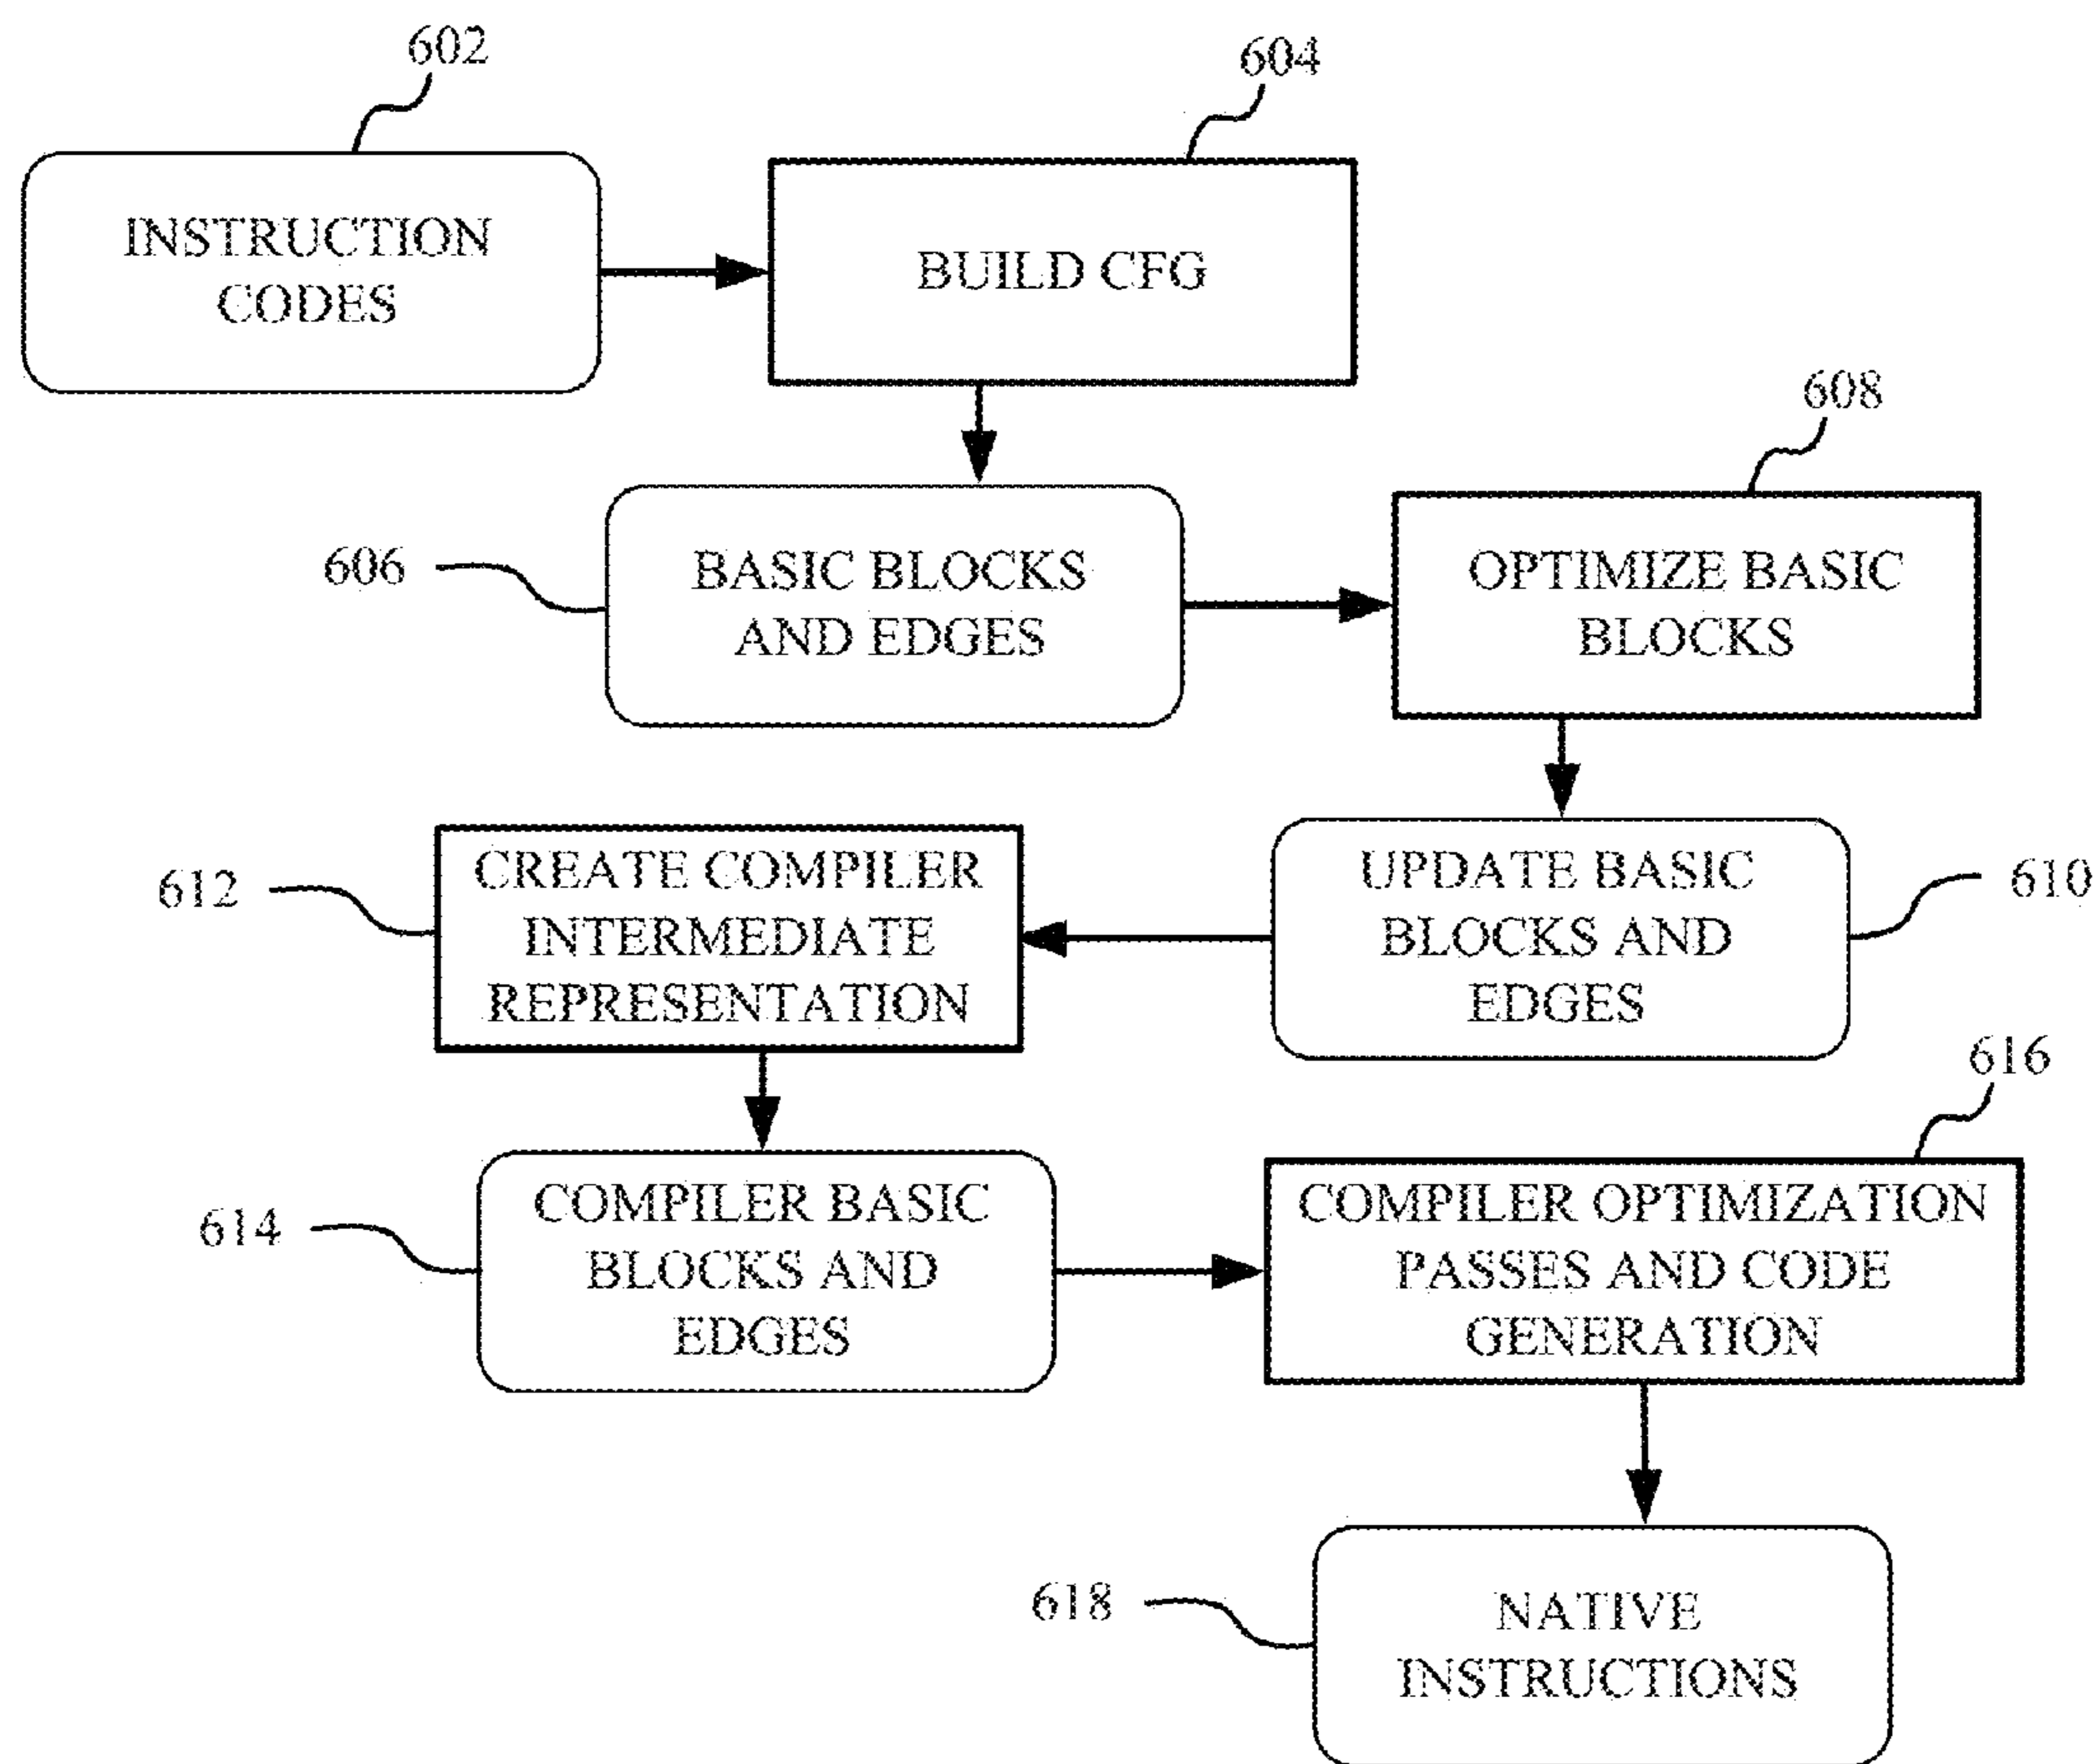 602
604
INSTRUCTION
CODES
BUILD CFG
608
606
BASIC BLOCKS
AND EDGES
OPTIMIZE BASIC
BLOCKS
612
CREATE COMPILER
INTERMEDIATE
REPRESENTATION
UPDATE BASIC
BLOCKS AND
EDGES
610
616
614
COMPILER BASIC
BLOCKS AND
EDGES
COMPILER OPTIMIZATION
PASSES AND CODE
GENERATION
618
NATIVE
INSTRUCTIONS